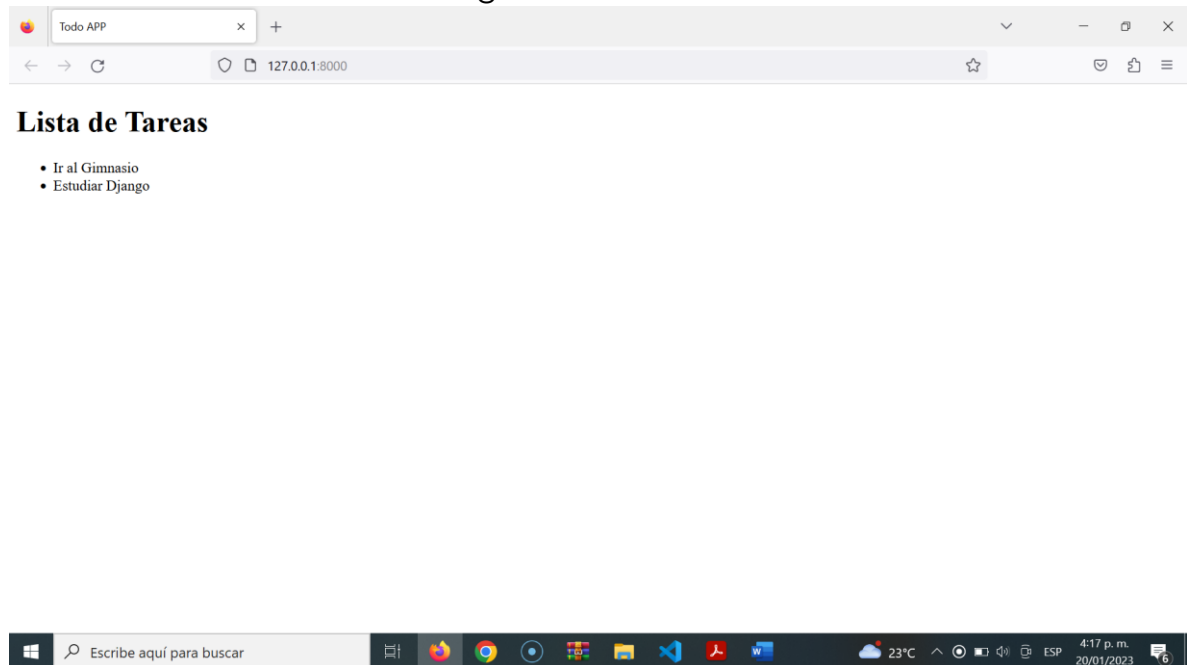 Todo APP
127.0.0.1:8000
Lista de Tareas
• Ir al Gimnasio
• Estudiar Django
Escribe aquí para buscar
23°C
ESP
4:17 p. m.
20/01/2023
6